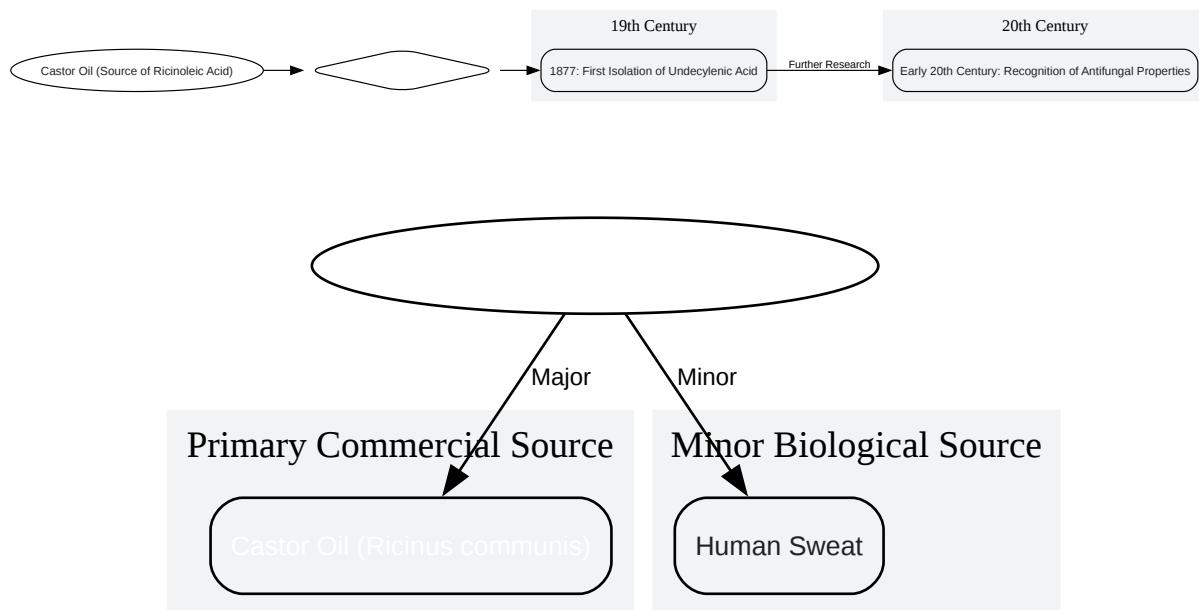 19th Century
20th Century
Castor Oil (Source of Ricinoleic Acid)
1877: First Isolation of Undecylenic Acid
Further Research
Early 20th Century: Recognition of Antifungal Properties
Major
Minor
Primary Commercial Source
Minor Biological Source
Castor Oil (Ricinus communis)
Human Sweat